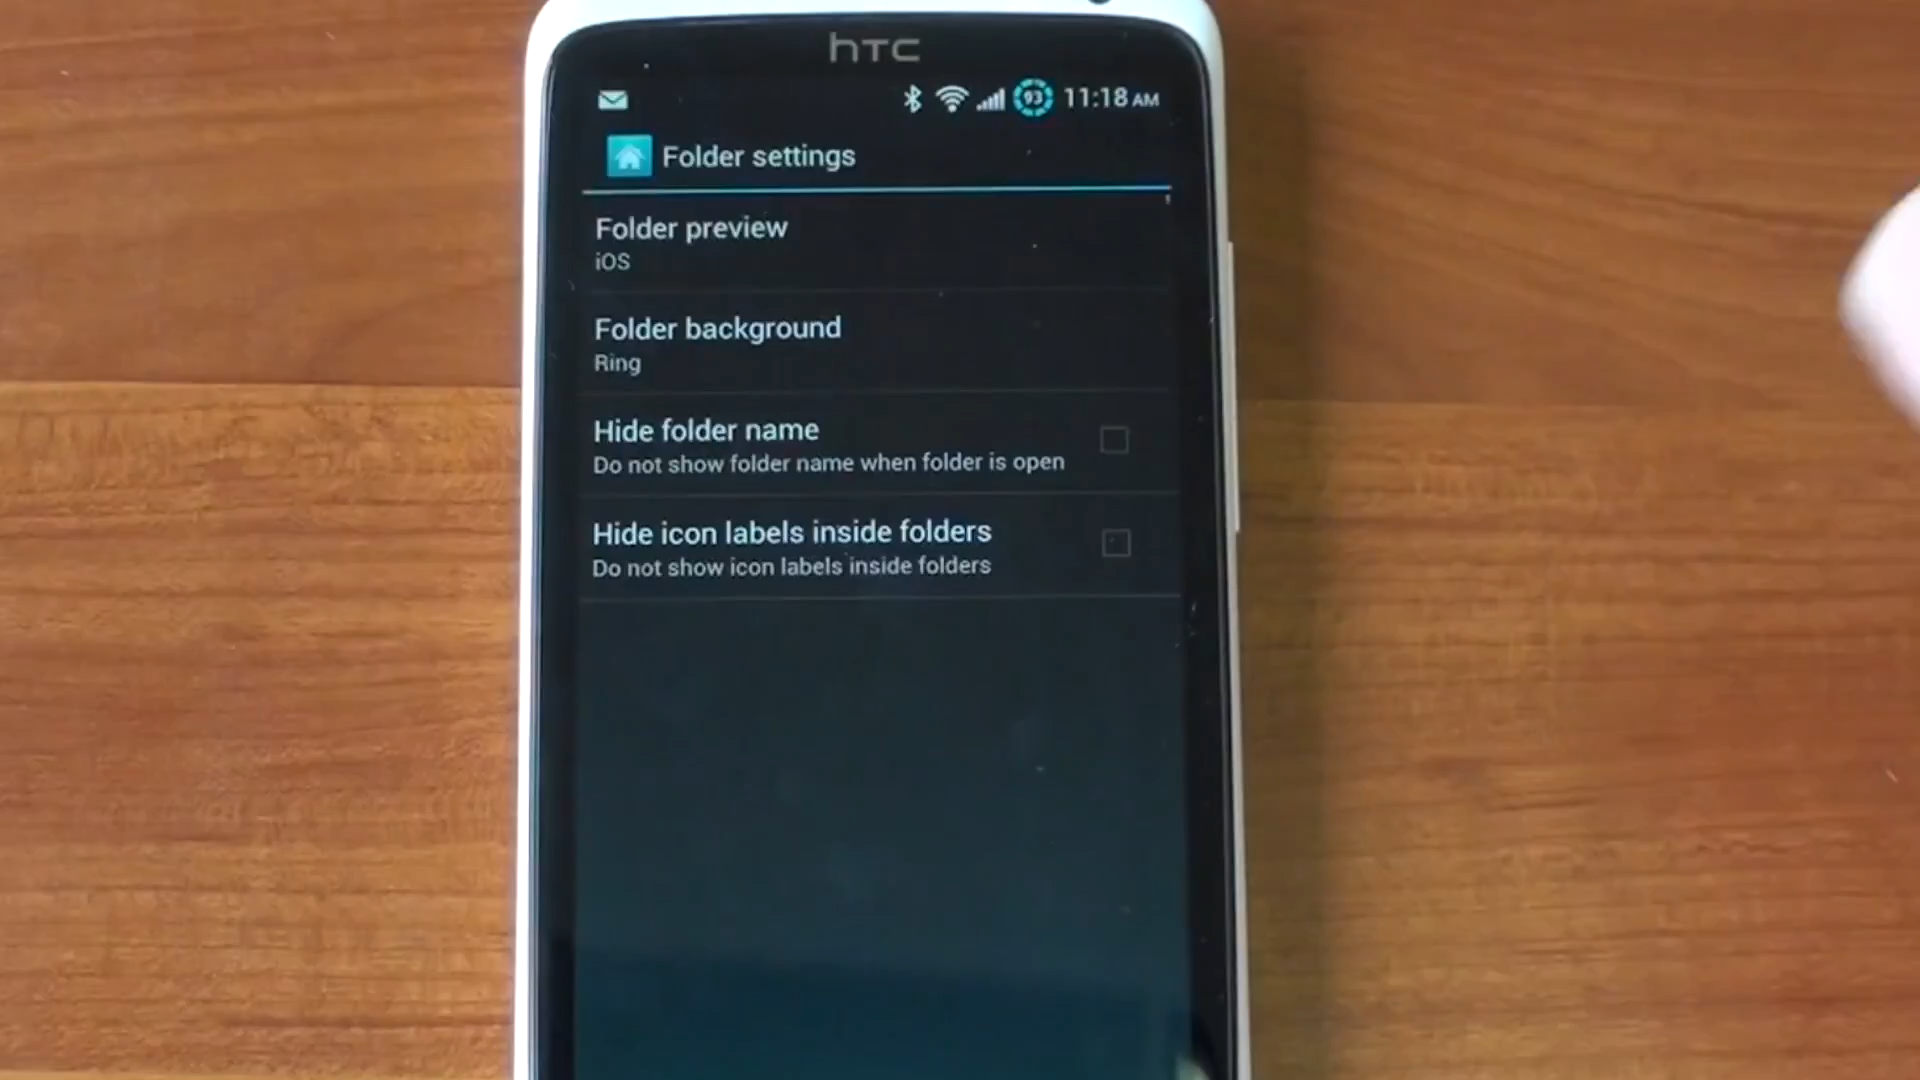 hTC
93 11:18 AM
Folder settings
Folder preview
iOS
Folder background
Ring
Hide folder name
Do not show folder name when folder is open
Hide icon labels inside folders
Do not show icon labels inside folders